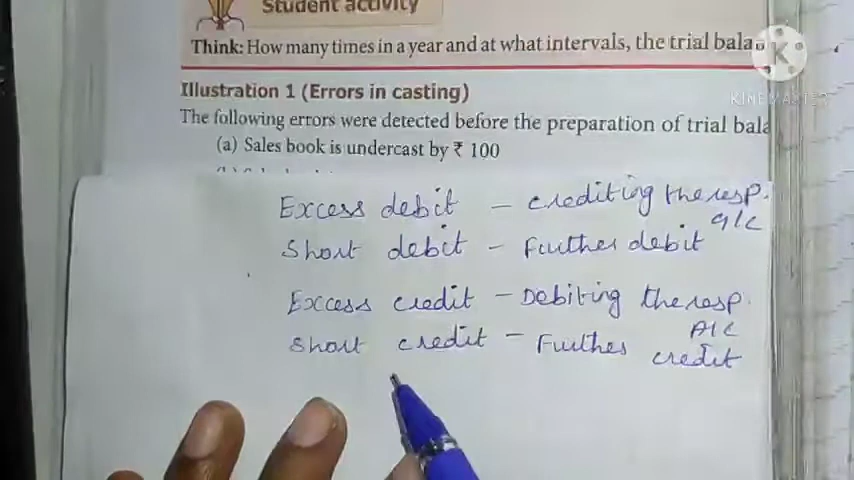 Student activity
Think: How many times in a year and at what intervals, the trial bala
KINEMASTER
Illustration 1 (Errors in casting)
The following errors were detected before the preparation of trial bala
(a) Sales book is undercast by ₹ 100
Excess debit - crediting the resp.
a/c
Short debit - Further debit
Excess credit - Debiting the resp.
A/C
Short credit - Further credit